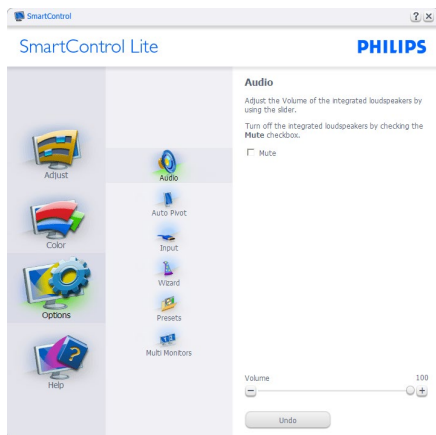 SmartControl
SmartControl Lite
PHILIPS
Adjust
Color
Options
Help
Audio
Auto Pivot
Input
Wizard
Presets
Multi Monitors
Audio
Adjust the Volume of the integrated loudspeakers by
using the slider.
Turn off the integrated loudspeakers by checking the
Mute checkbox.
Mute
Volume 100
Undo